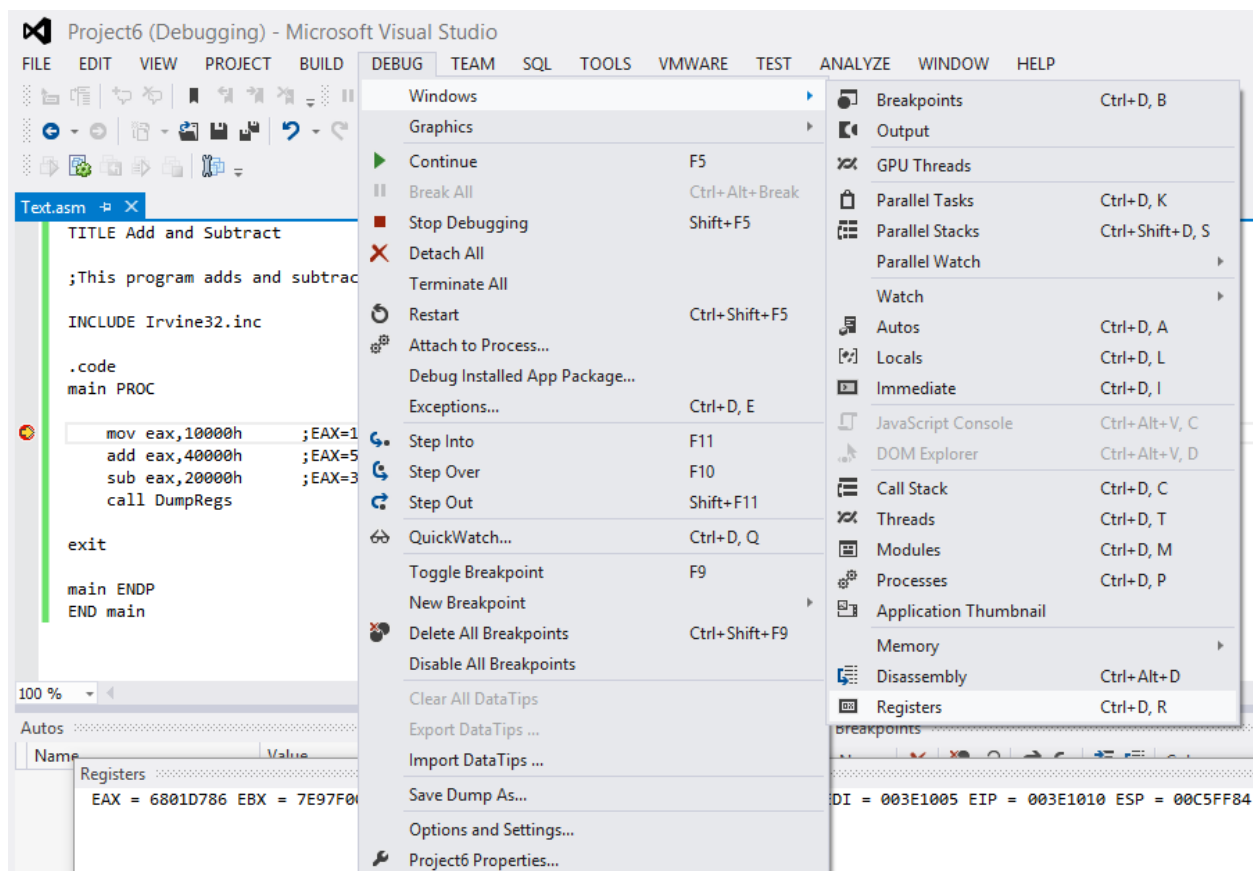 Project6 (Debugging) - Microsoft Visual Studio
FILE EDIT VIEW PROJECT BUILD DEBUG TEAM SQL TOOLS VMWARE TEST ANALYZE WINDOW HELP
Text.asm
TITLE Add and Subtract
;This program adds and subtrac
INCLUDE Irvine32.inc
.code
main PROC
mov eax,10000h ;EAX=1
add eax,40000h ;EAX=5
sub eax,20000h ;EAX=3
call DumpRegs
exit
main ENDP
END main
100 %
Windows
Graphics
Continue F5
Break All Ctrl+Alt+Break
Stop Debugging Shift+F5
Detach All
Terminate All
Restart Ctrl+Shift+F5
Attach to Process...
Debug Installed App Package...
Exceptions... Ctrl+D, E
Step Into F11
Step Over F10
Step Out Shift+F11
QuickWatch... Ctrl+D, Q
Toggle Breakpoint F9
New Breakpoint
Delete All Breakpoints Ctrl+Shift+F9
Disable All Breakpoints
Clear All DataTips
Export DataTips ...
Import DataTips ...
Save Dump As...
Options and Settings...
Project6 Properties...
Breakpoints Ctrl+D, B
Output
GPU Threads
Parallel Tasks Ctrl+D, K
Parallel Stacks Ctrl+Shift+D, S
Parallel Watch
Watch
Autos Ctrl+D, A
Locals Ctrl+D, L
Immediate Ctrl+D, I
JavaScript Console Ctrl+Alt+V, C
DOM Explorer Ctrl+Alt+V, D
Call Stack Ctrl+D, C
Threads Ctrl+D, T
Modules Ctrl+D, M
Processes Ctrl+D, P
Application Thumbnail
Memory
Disassembly Ctrl+Alt+D
Registers Ctrl+D, R
Autos
Name Value
Breakpoints
Registers
EAX = 6801D786 EBX = 7E97F0 DI = 003E1005 EIP = 003E1010 ESP = 00C5FF84